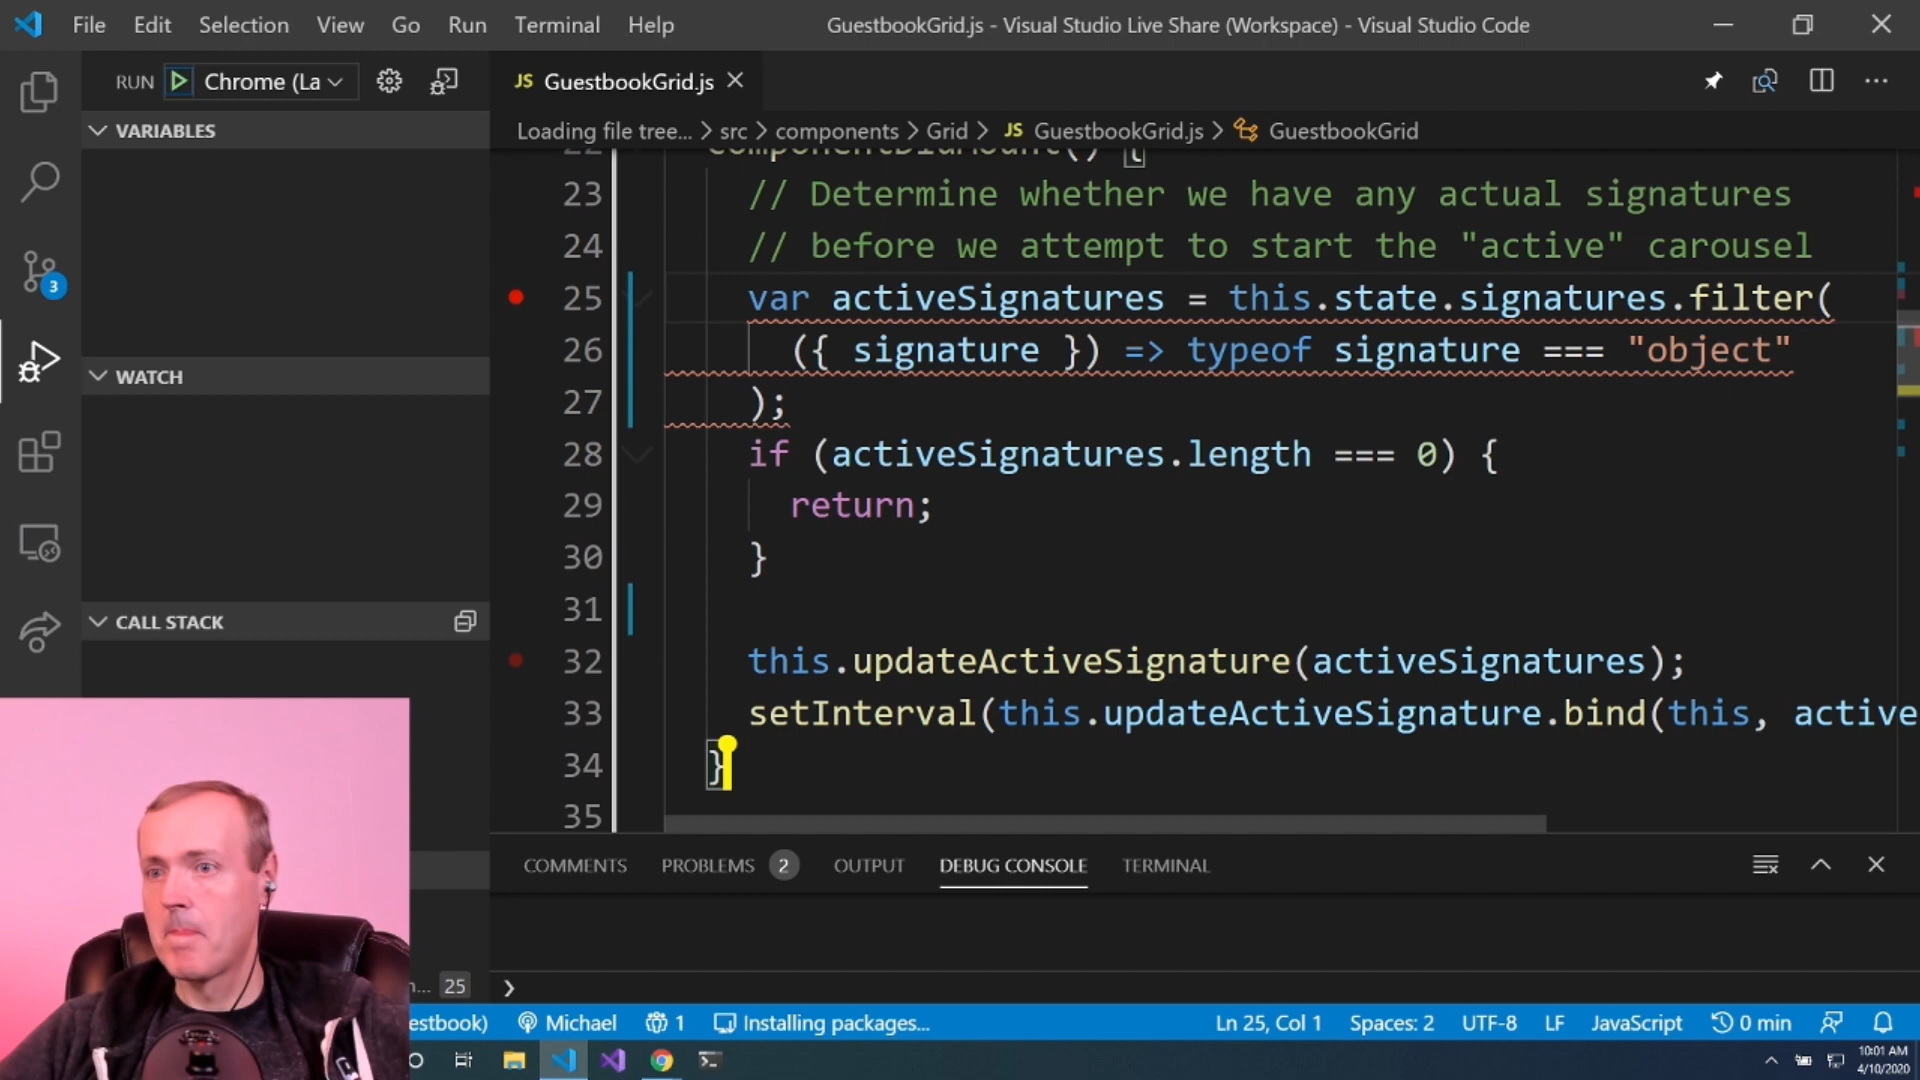 File Edit Selection View Go Run Terminal Help
GuestbookGrid.js - Visual Studio Live Share (Workspace) - Visual Studio Code
RUN Chrome (La
JS GuestbookGrid.js
VARIABLES
Loading file tree... > src > components > Grid > JS GuestbookGrid.js > GuestbookGrid
22 componentDidMount() {
23 // Determine whether we have any actual signatures
24 // before we attempt to start the "active" carousel
25 var activeSignatures = this.state.signatures.filter(
26 ({ signature }) => typeof signature === "object"
27 );
28 if (activeSignatures.length === 0) {
29 return;
30 }
31
32 this.updateActiveSignature(activeSignatures);
33 setInterval(this.updateActiveSignature.bind(this, active
34 }
35
3
WATCH
CALL STACK
COMMENTS PROBLEMS 2 OUTPUT DEBUG CONSOLE TERMINAL
25
estbook) Michael 1 Installing packages...
Ln 25, Col 1 Spaces: 2 UTF-8 LF JavaScript 0 min
10:01 AM
4/10/2020